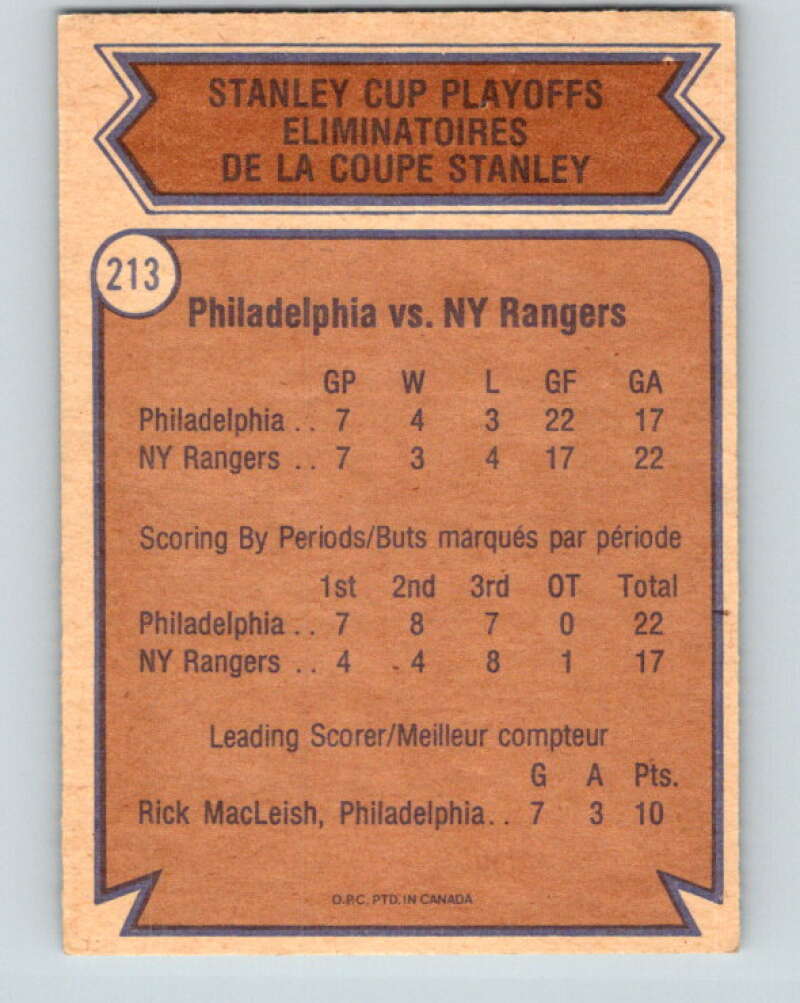 STANLEY CUP PLAYOFFS
ELIMINATOIRES
DE LA COUPE STANLEY
213
Philadelphia vs. NY Rangers
GP W L GF GA
Philadelphia .. 7 4 3 22 17
NY Rangers .. 7 3 4 17 22
Scoring By Periods/Buts marqués par période
1st 2nd 3rd OT Total
Philadelphia .. 7 8 7 0 22
NY Rangers .. 4 4 8 1 17
Leading Scorer/Meilleur compteur
G A Pts.
Rick MacLeish, Philadelphia.. 7 3 10
O.P.C. PTD. IN CANADA